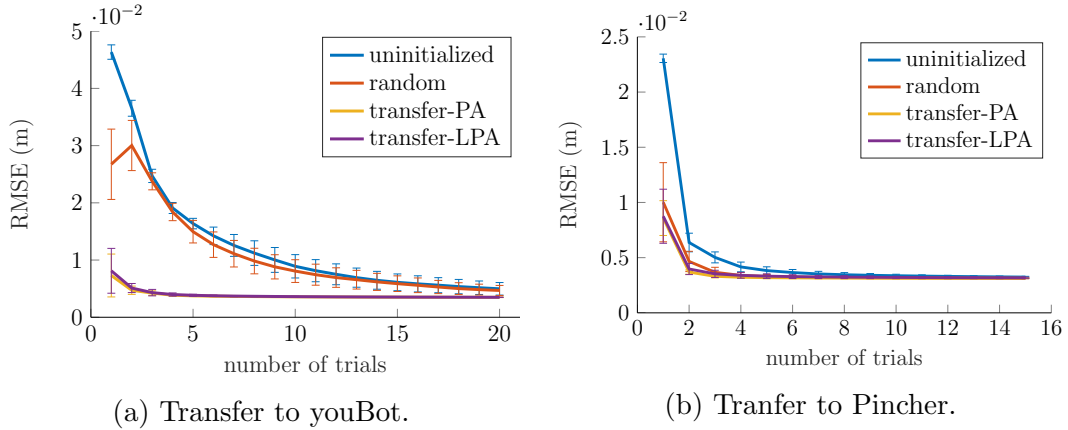 ·10⁻²
5
4
3
2
1
0
0
5
10
15
20
RMSE (m)
number of trials
uninitialized
random
transfer-PA
transfer-LPA
(a) Transfer to youBot.
·10⁻²
2.5
2
1.5
1
0.5
0
0
2
4
6
8
10
12
14
16
RMSE (m)
number of trials
uninitialized
random
transfer-PA
transfer-LPA
(b) Tranfer to Pincher.